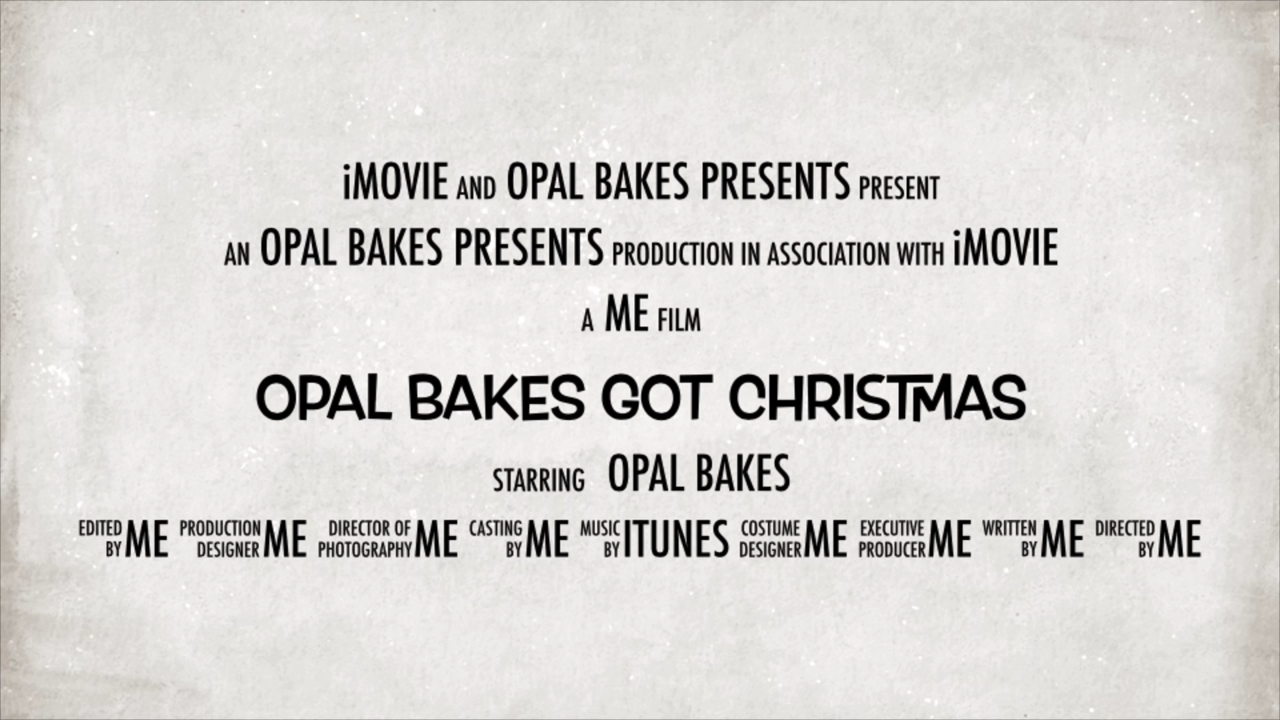 iMOVIE AND OPAL BAKES PRESENTS PRESENT
AN OPAL BAKES PRESENTS PRODUCTION IN ASSOCIATION WITH iMOVIE
A ME FILM
OPAL BAKES GOT CHRISTMAS
STARRING OPAL BAKES
EDITED BY ME PRODUCTION DESIGNER ME DIRECTOR OF PHOTOGRAPHY ME CASTING BY ME MUSIC BY ITUNES COSTUME DESIGNER ME EXECUTIVE PRODUCER ME WRITTEN BY ME DIRECTED BY ME